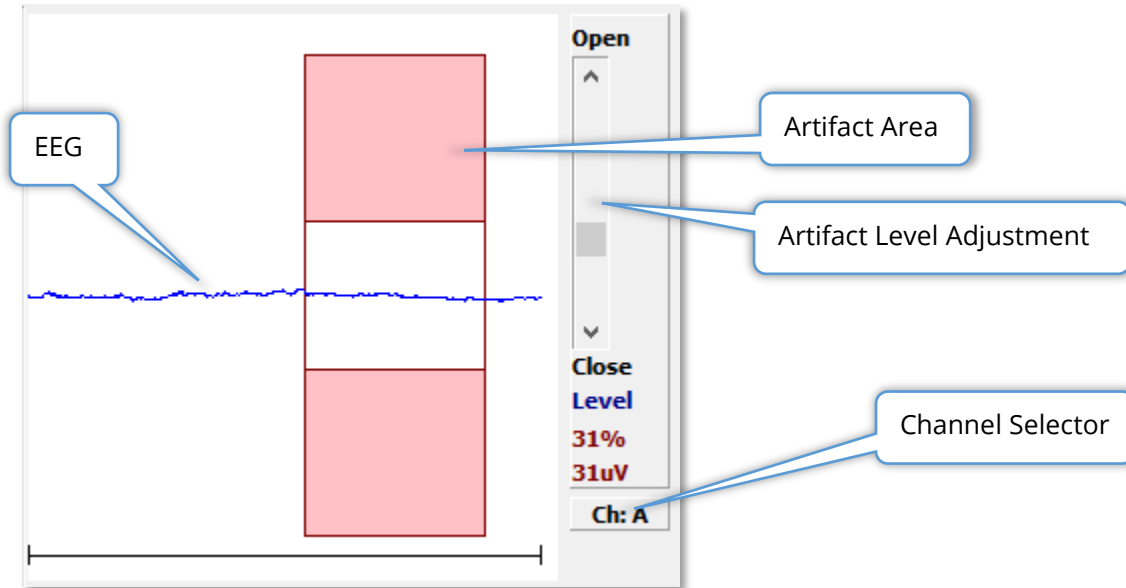 Open
Artifact Area
EEG
Artifact Level Adjustment
Close
Level
31%
31uV
Channel Selector
Ch: A